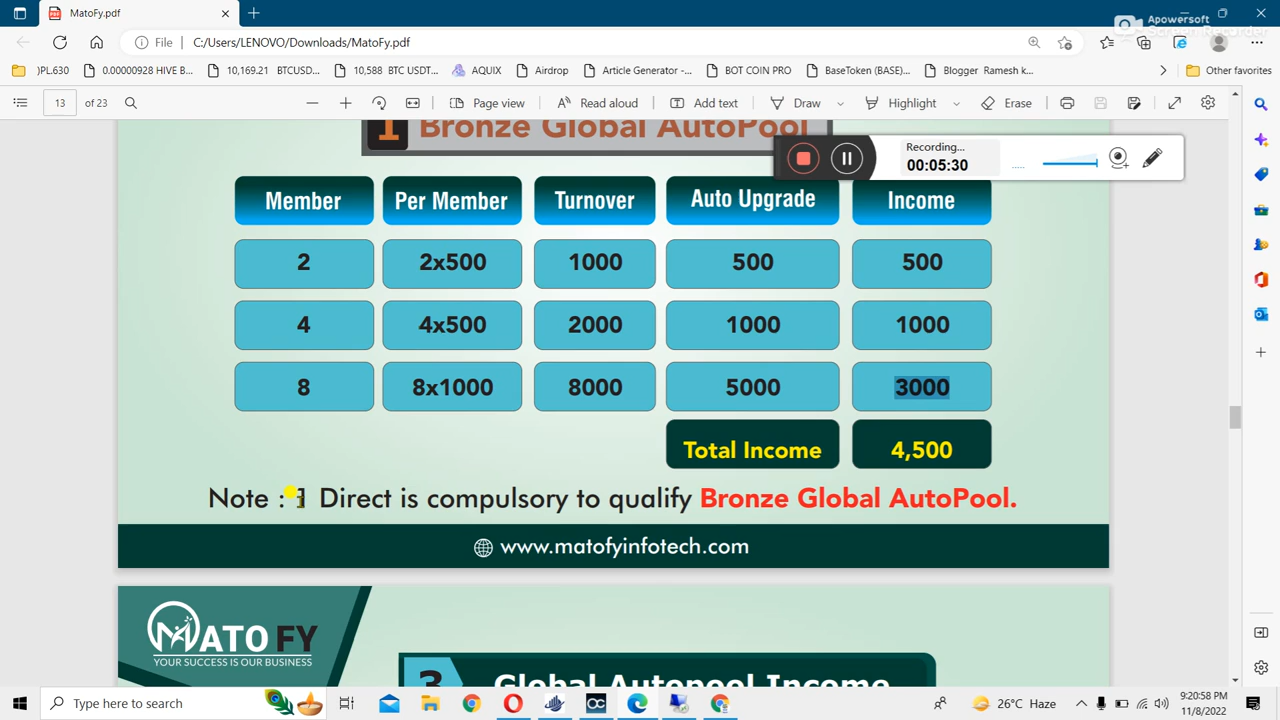 MatoFy.pdf
Apowersoft
Screen Recorder
File C:/Users/LENOVO/Downloads/MatoFy.pdf
)PL.630 0.00000928 HIVE B... 10,169.21 BTCUSD... 10,588 BTC USDT... AQUIX Airdrop Article Generator -... BOT COIN PRO BaseToken (BASE)... Blogger Ramesh k... Other favorites
13 of 23 Page view Read aloud Add text Draw Highlight Erase
1 Bronze Global AutoPool
Recording...
00:05:30
Member Per Member Turnover Auto Upgrade Income
2 2x500 1000 500 500
4 4x500 2000 1000 1000
8 8x1000 8000 5000 3000
Total Income 4,500
Note : 1 Direct is compulsory to qualify Bronze Global AutoPool.
www.matofyinfotech.com
MATO FY
YOUR SUCCESS IS OUR BUSINESS
3 Global Autopool Income
Type here to search
26°C Haze
9:20:58 PM
11/8/2022